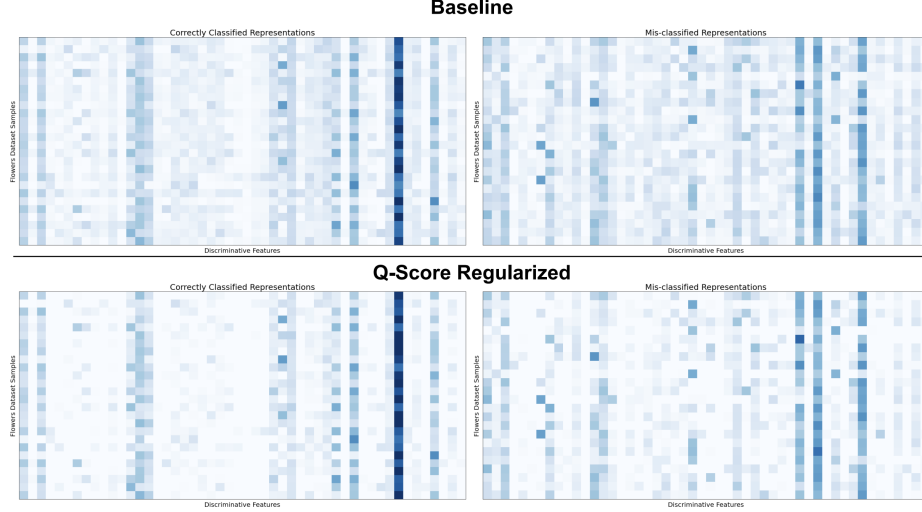 Baseline
Correctly Classified Representations
Mis-classified Representations
Flowers Dataset Samples
Flowers Dataset Samples
Discriminative Features
Discriminative Features
Q-Score Regularized
Correctly Classified Representations
Mis-classified Representations
Flowers Dataset Samples
Flowers Dataset Samples
Discriminative Features
Discriminative Features